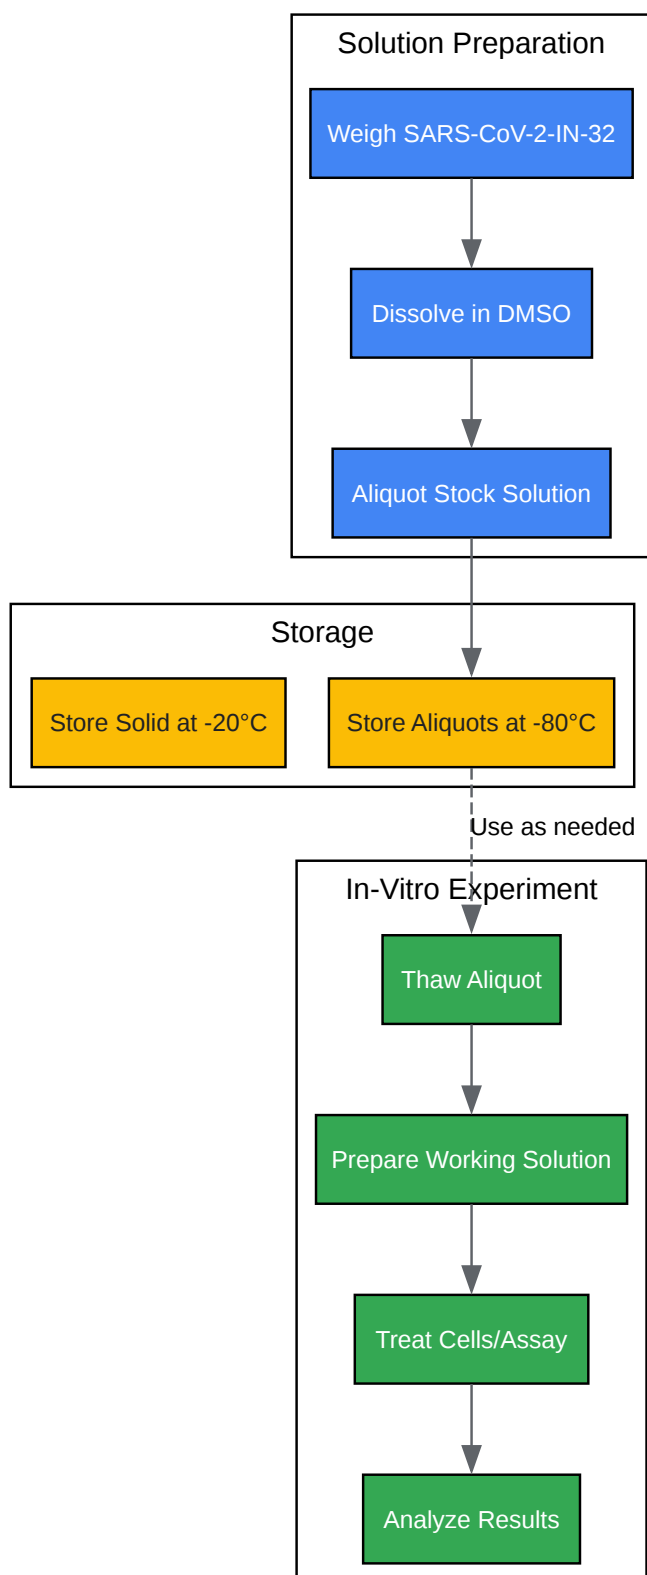 Solution Preparation
Weigh SARS-CoV-2-IN-32
Dissolve in DMSO
Aliquot Stock Solution
Storage
Store Solid at -20°C
Store Aliquots at -80°C
Use as needed
In-Vitro Experiment
Thaw Aliquot
Prepare Working Solution
Treat Cells/Assay
Analyze Results